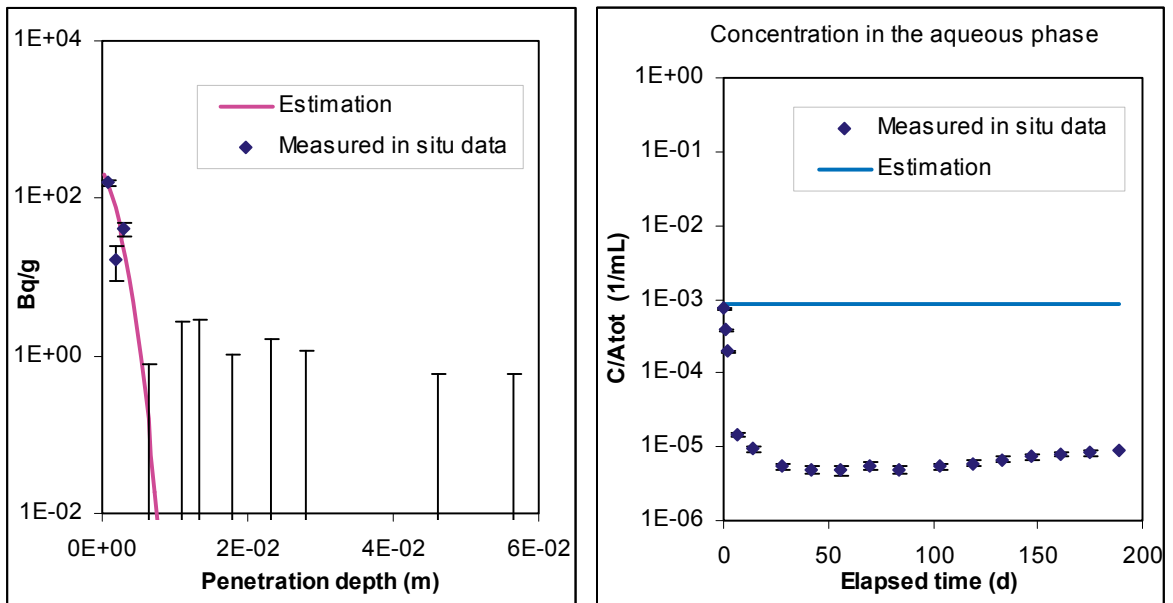 1E+04
1E+02
1E+00
1E-02
Bq/g
Estimation
Measured in situ data
0E+00 2E-02 4E-02 6E-02
Penetration depth (m)
Concentration in the aqueous phase
1E+00
1E-01
1E-02
1E-03
1E-04
1E-05
1E-06
C/Atot (1/mL)
Measured in situ data
Estimation
0 50 100 150 200
Elapsed time (d)